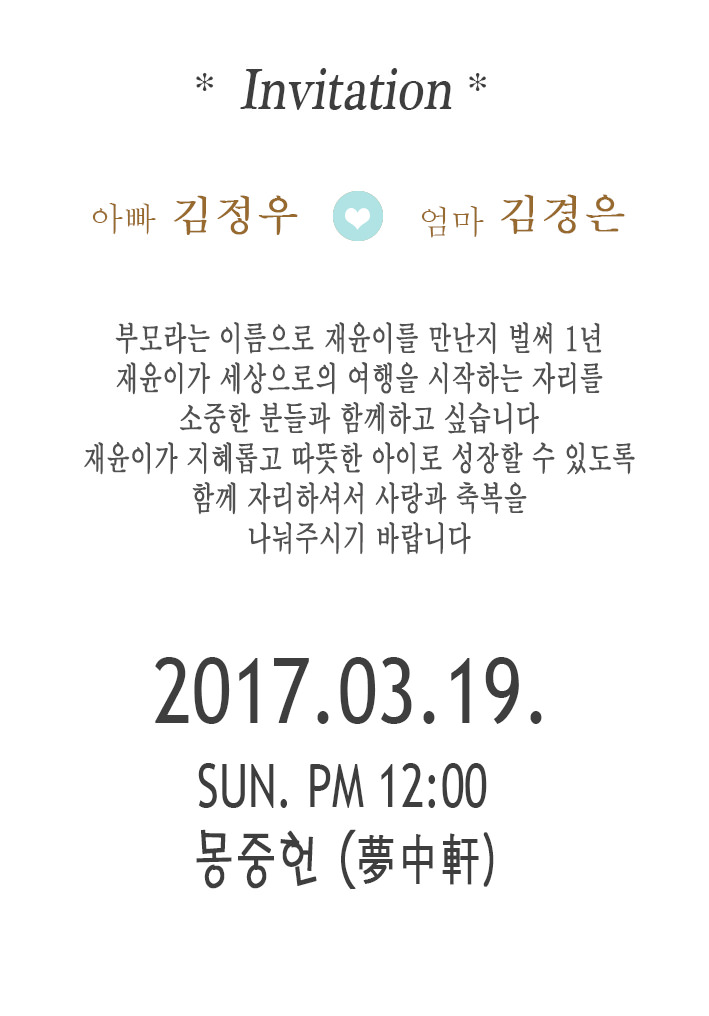 * Invitation *
아빠 김정우 엄마 김경은
부모라는 이름으로 재윤이를 만난지 벌써 1년
재윤이가 세상으로의 여행을 시작하는 자리를
소중한 분들과 함께하고 싶습니다
재윤이가 지혜롭고 따뜻한 아이로 성장할 수 있도록
함께 자리하셔서 사랑과 축복을
나눠주시기 바랍니다
2017.03.19.
SUN. PM 12:00
몽중헌 (夢中軒)